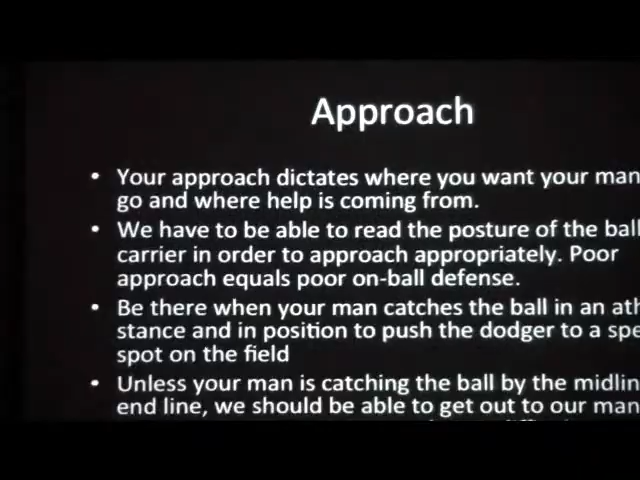 Approach
• Your approach dictates where you want your man
go and where help is coming from.
• We have to be able to read the posture of the ball
carrier in order to approach appropriately. Poor
approach equals poor on-ball defense.
• Be there when your man catches the ball in an ath
stance and in position to push the dodger to a spe
spot on the field
• Unless your man is catching the ball by the midlin
end line, we should be able to get out to our man